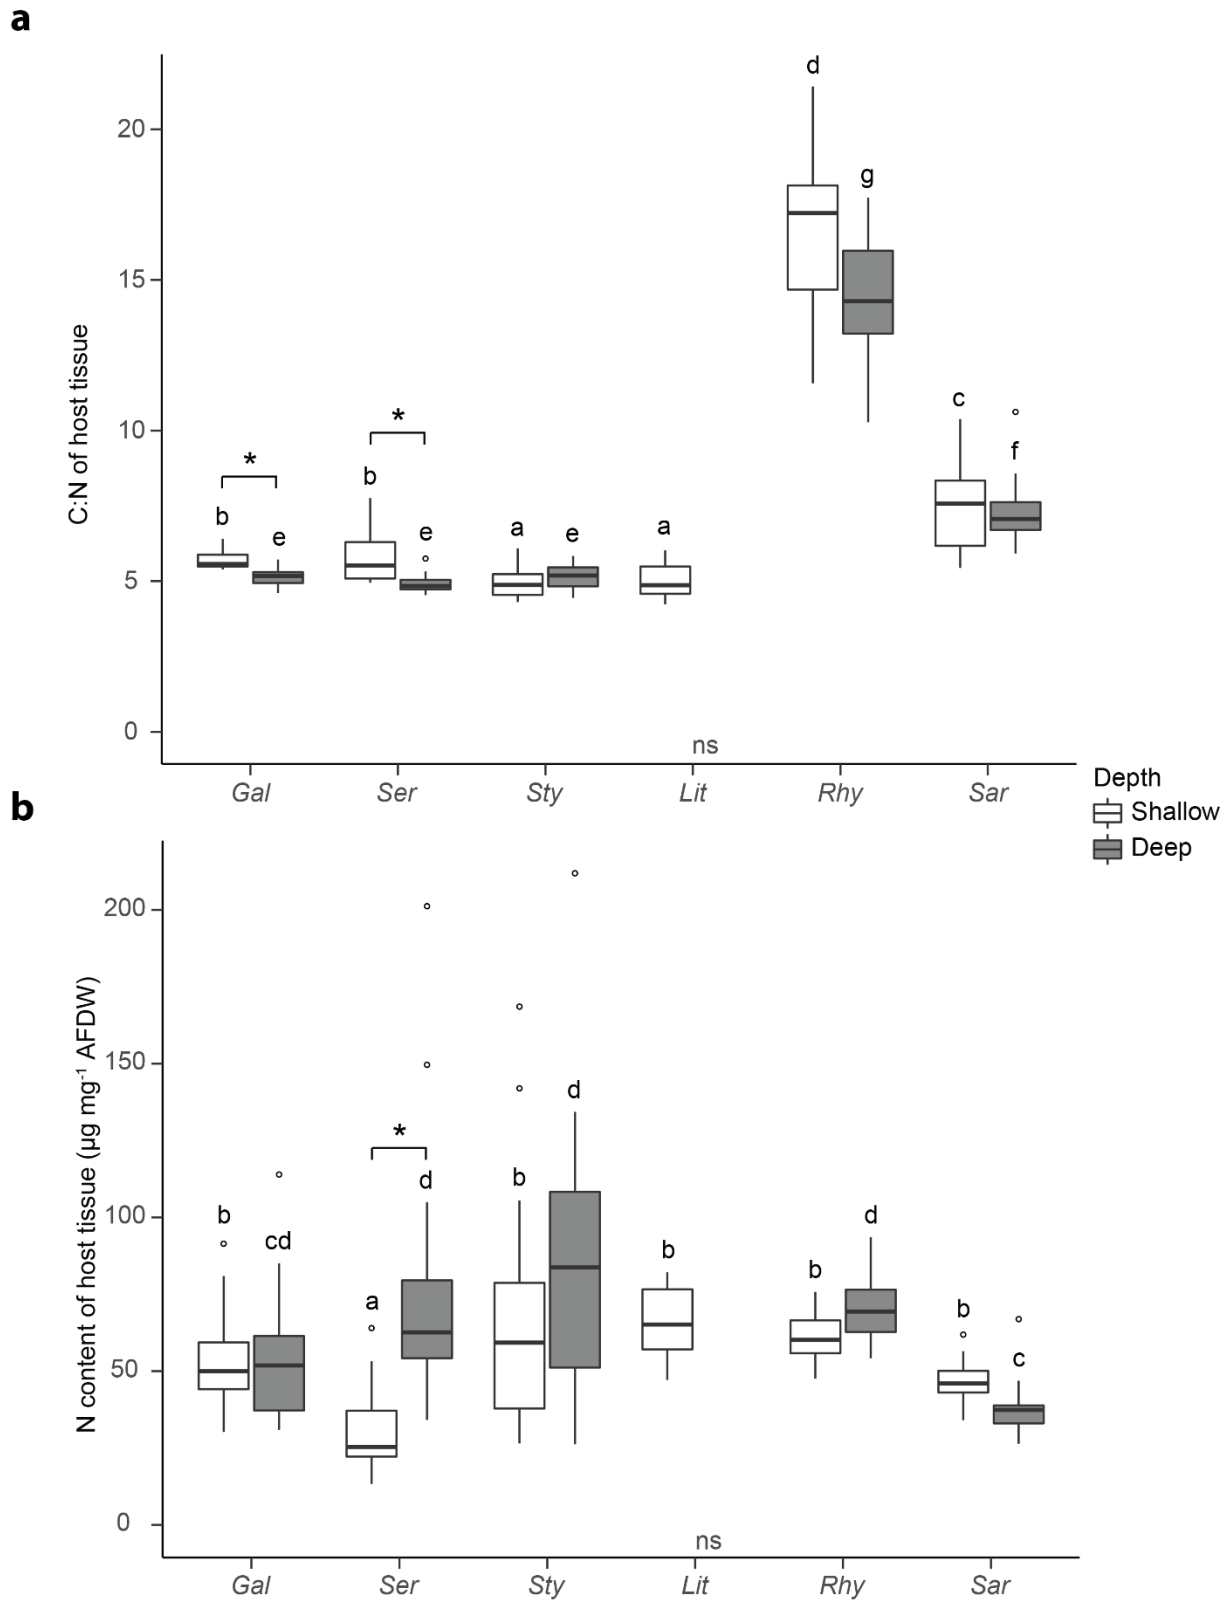 a
C:N of host tissue
20
15
10
5
0
b
*
e
b
*
e
a
e
a
d
g
c
f
ns
Gal Ser Sty Lit Rhy Sar
Depth
Shallow
Deep
b
N content of host tissue (µg mg⁻¹ AFDW)
200
150
100
50
0
b
cd
a
*
d
b
d
b
b
d
b
c
ns
Gal Ser Sty Lit Rhy Sar